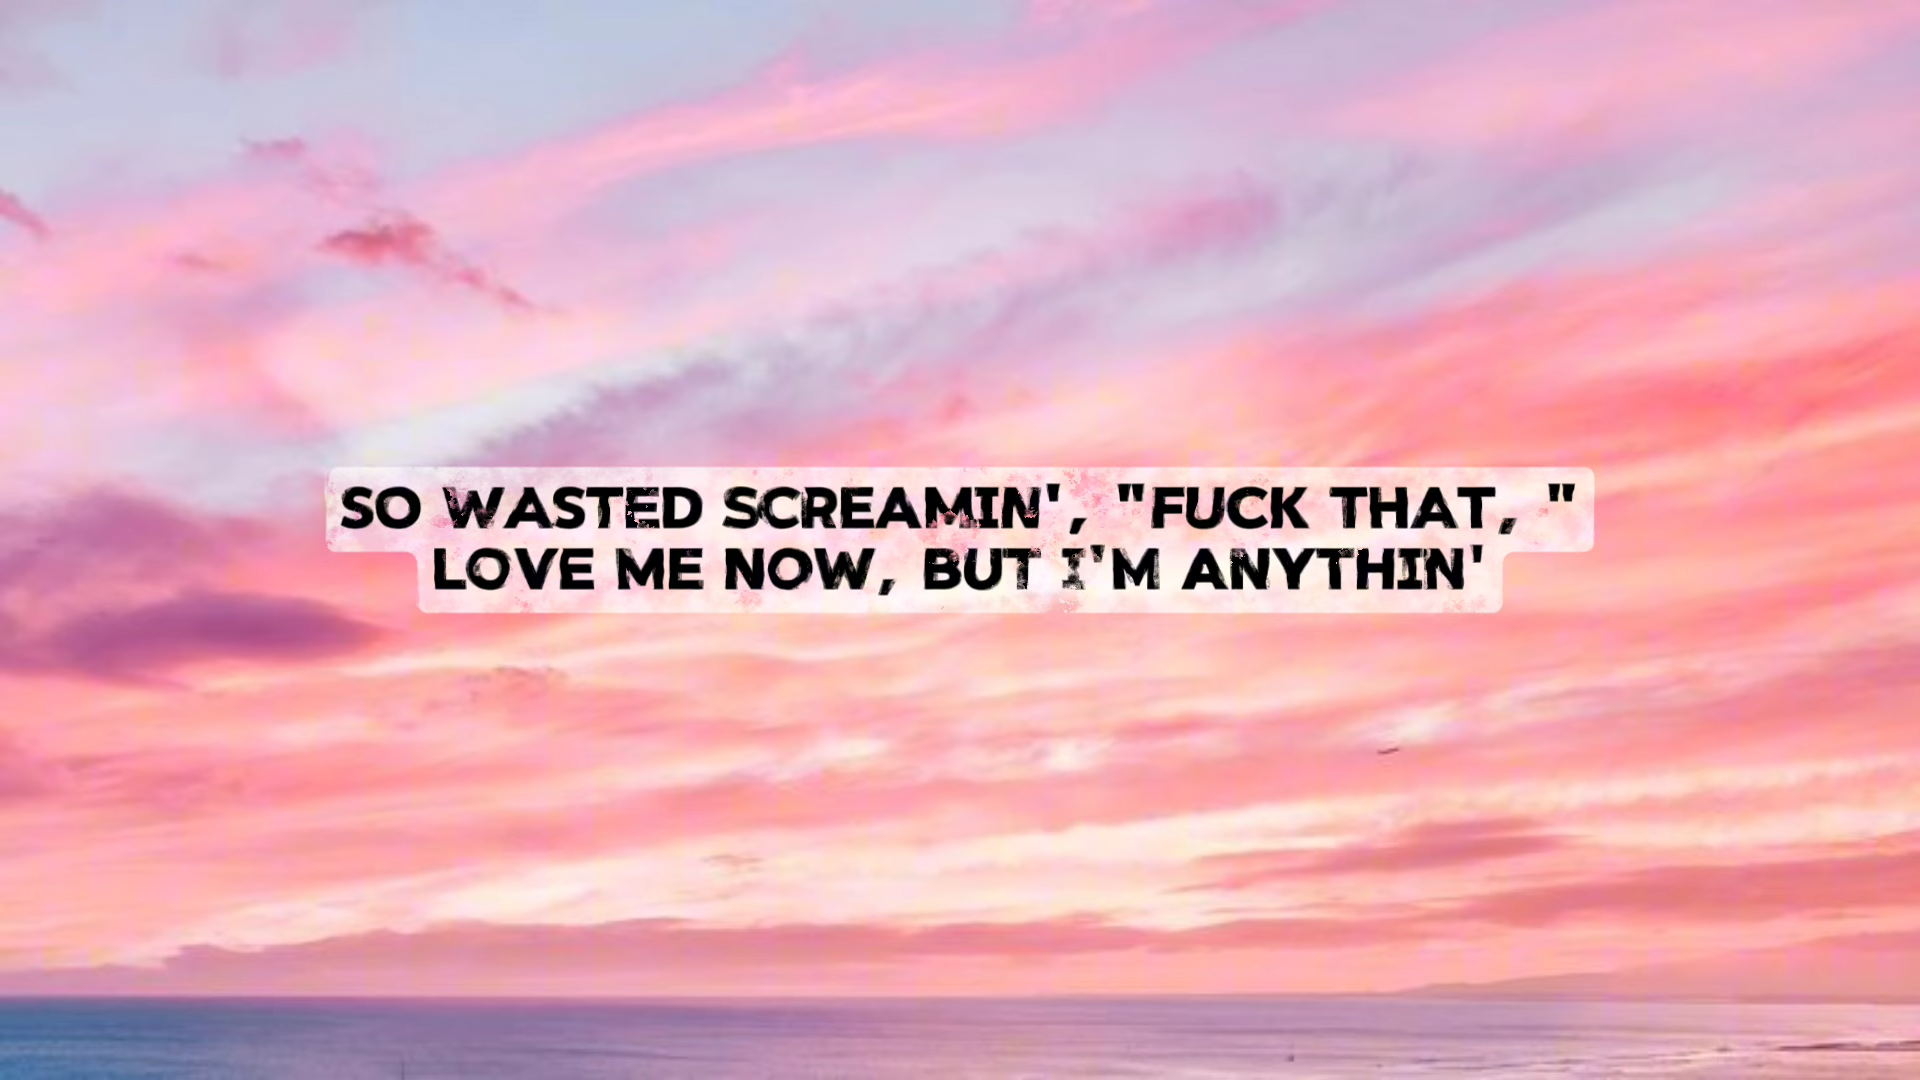 SO WASTED SCREAMIN', "FUCK THAT, "
LOVE ME NOW, BUT I'M ANYTHIN'